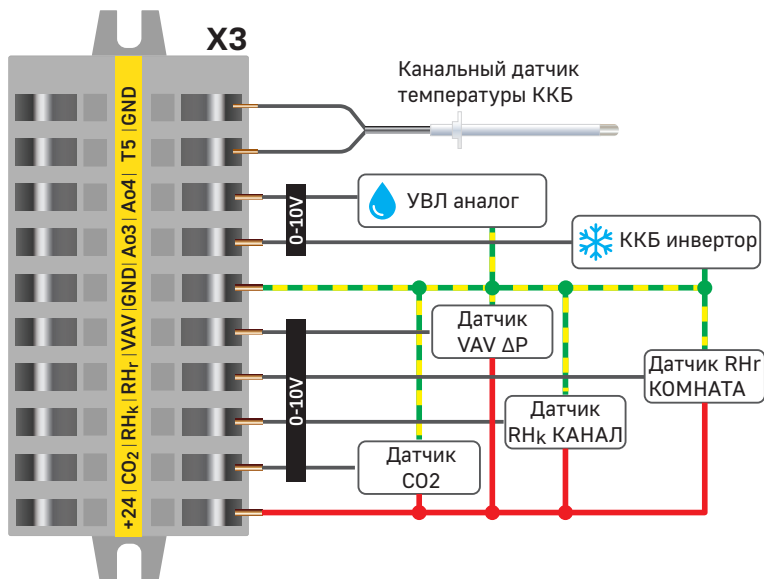 X3
Канальный датчик
температуры ККБ
+24 | CO₂ | RHk | RHr | VAV |GND| Ao3 | Ao4 | T5 |GND
0-10V
УВЛ аналог
ККБ инвертор
Датчик
VAV ΔP
Датчик RHr
КОМНАТА
0-10V
Датчик
RHk КАНАЛ
Датчик
CO2